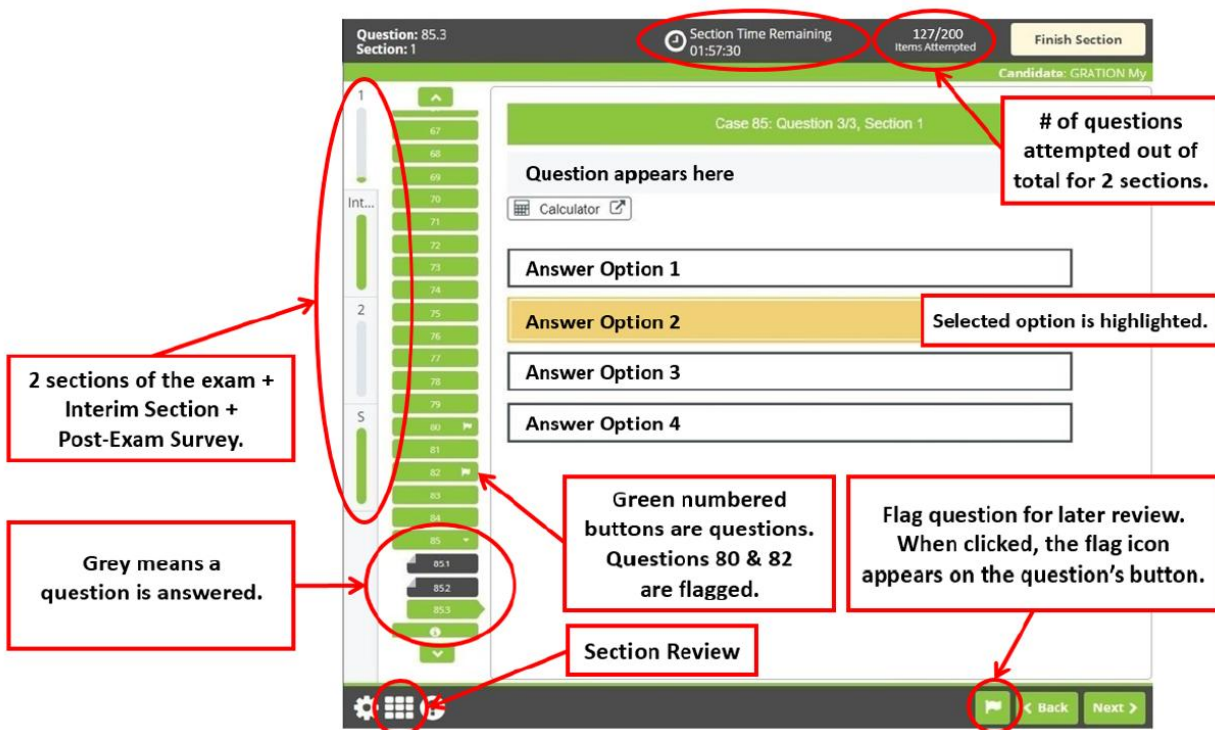 Question: 85.3
Section: 1
Section Time Remaining
01:57:30
127/200
Items Attempted
Finish Section
Candidate: GRATION My
1
Int...
2
S
67
68
69
70
71
72
73
74
75
76
77
78
79
80
81
82
83
84
85
85.1
85.2
85.3
Case 85: Question 3/3, Section 1
Question appears here
Calculator
Answer Option 1
Answer Option 2
Answer Option 3
Answer Option 4
# of questions
attempted out of
total for 2 sections.
Selected option is highlighted.
2 sections of the exam +
Interim Section +
Post-Exam Survey.
Grey means a
question is answered.
Green numbered
buttons are questions.
Questions 80 & 82
are flagged.
Flag question for later review.
When clicked, the flag icon
appears on the question's button.
Section Review
Back
Next